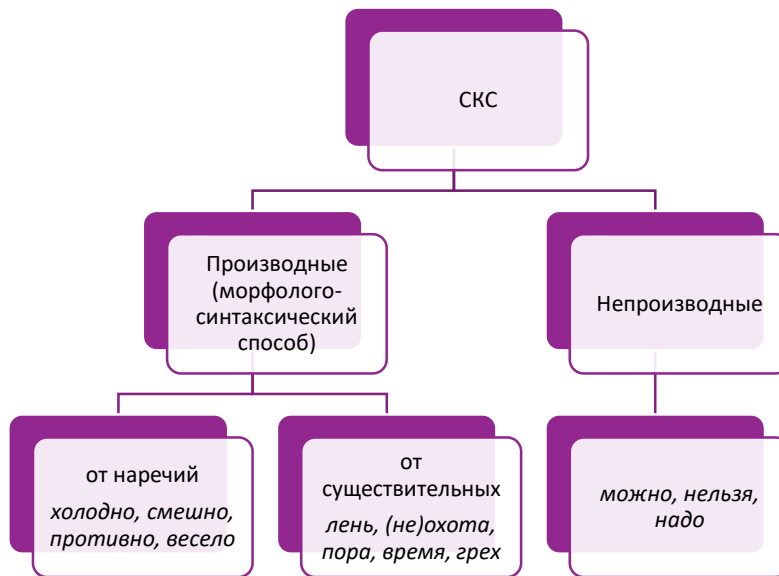 СКС
Производные
(морфолого-
синтаксический
способ)
Непроизводные
от наречий
холодно, смешно,
противно, весело
от
существительных
лень, (не)охота,
пора, время, грех
можно, нельзя,
надо